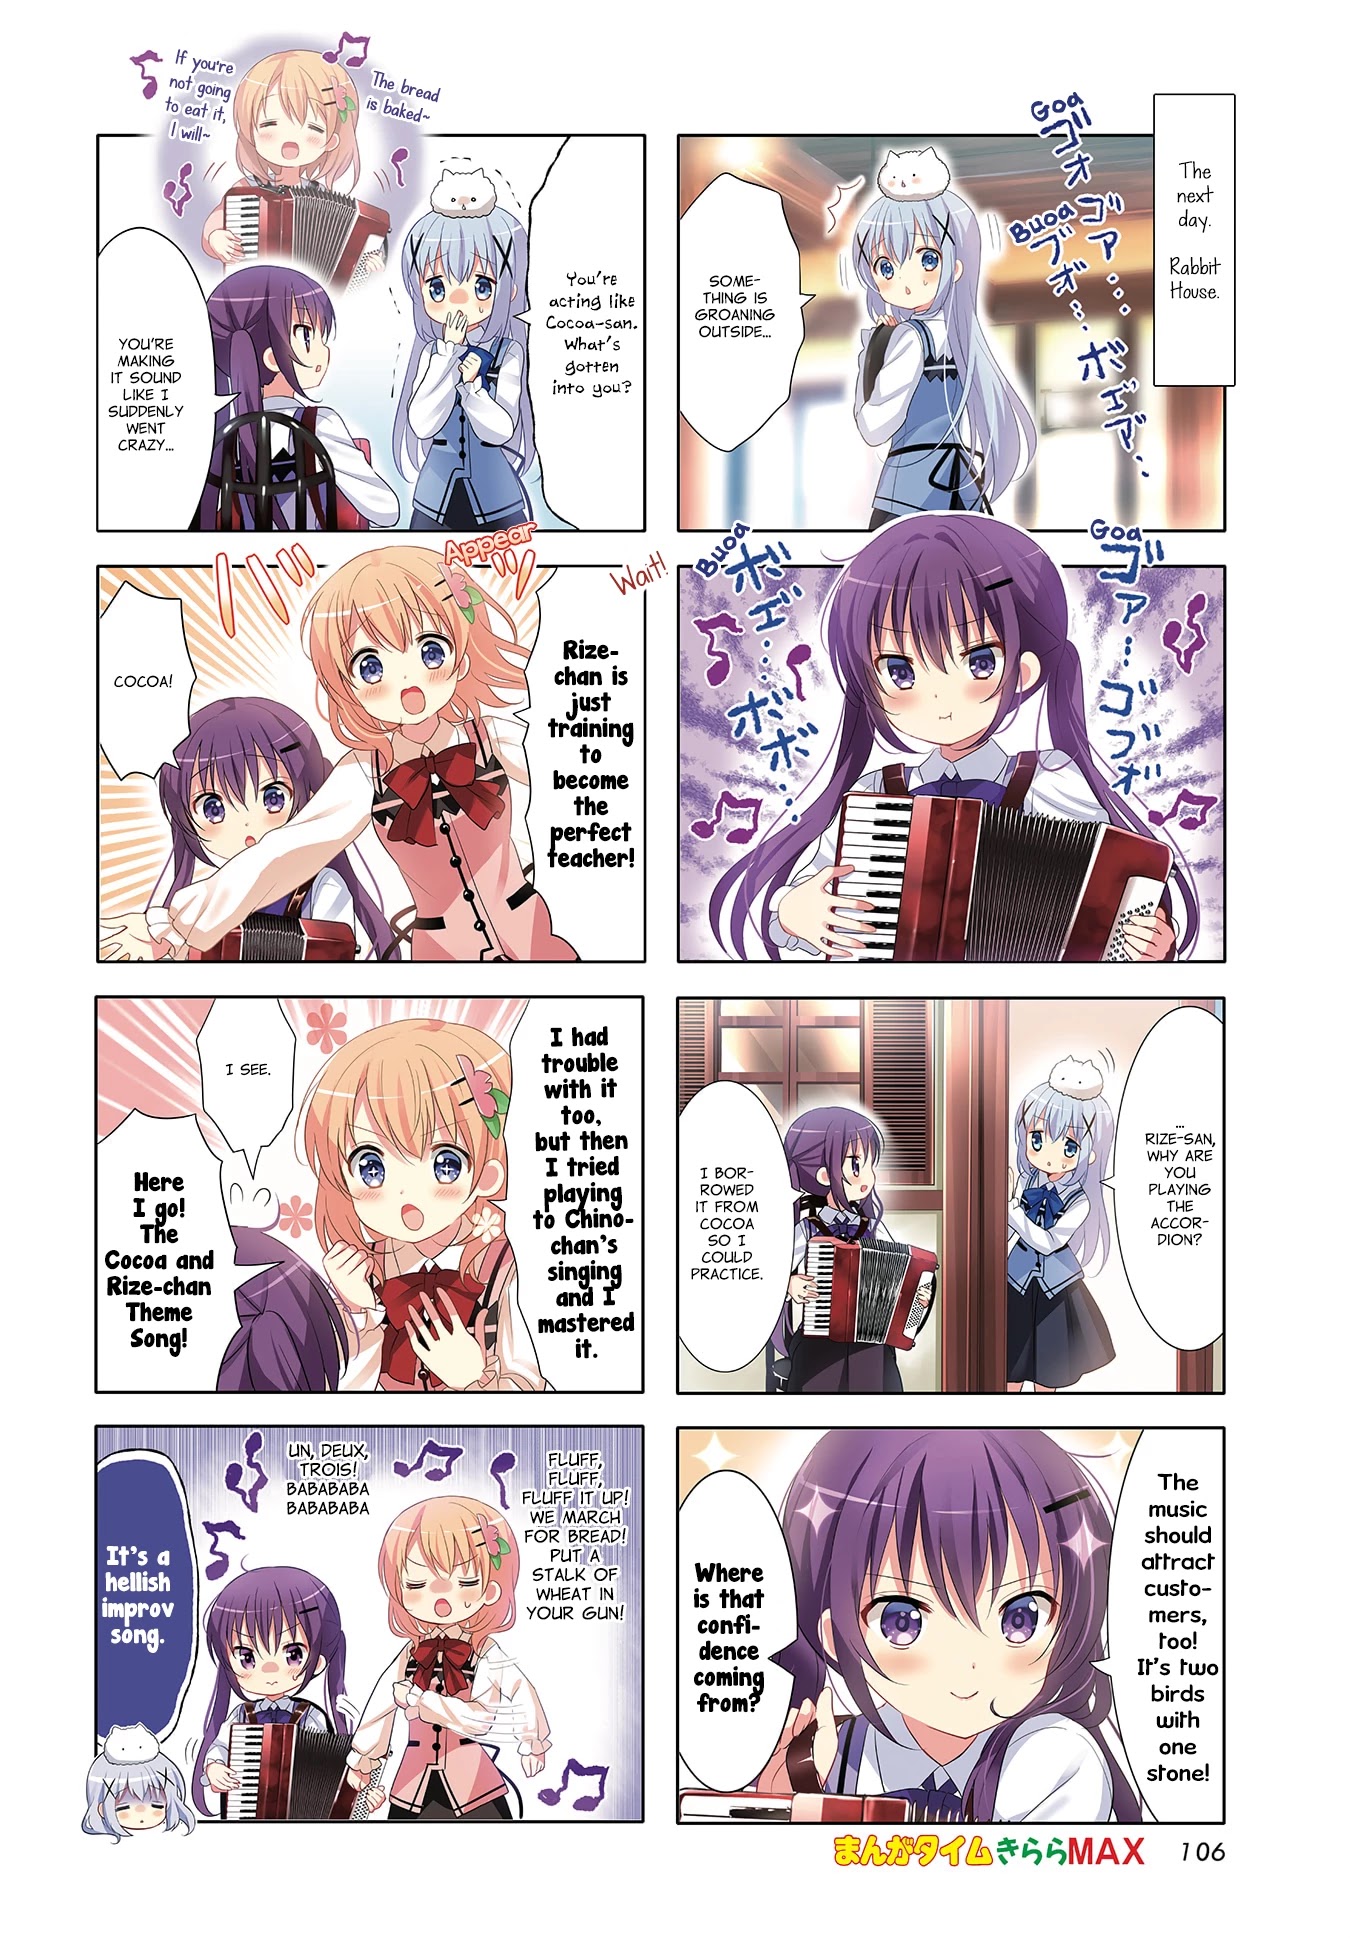 The
next
day.
Rabbit
House.
Goa
ゴォ
ゴァ…
Buoa
ブォ…
ボエァ…
SOME-
THING IS
GROANING
OUTSIDE...
Buoa
ボエ…
ボボ…
Goa
ゴァ…
ゴゴォ
...
RIZE-SAN,
WHY ARE
YOU
PLAYING
THE
ACCOR-
DION?
I BOR-
ROWED
IT FROM
COCOA
SO I
COULD
PRACTICE.
The
music
should
attract
custo-
mers,
too!
It's two
birds
with
one
stone!
Where
is that
confi-
dence
coming
from?
The bread
is baked~
If you're
not going
to eat it,
I will~
You're
acting like
Cocoa-san.
What's
gotten
into you?
YOU'RE
MAKING
IT SOUND
LIKE I
SUDDENLY
WENT
CRAZY...
Wait!
Appear
Rize-
chan is
just
training
to
become
the
perfect
teacher!
COCOA!
I had
trouble
with it
too,
but then
I tried
playing
to Chino-
chan's
singing
and I
mastered
it.
I SEE.
Here
I go!
The
Cocoa and
Rize-chan
Theme
Song!
FLUFF,
FLUFF,
FLUFF IT UP!
WE MARCH
FOR BREAD!
PUT A
STALK OF
WHEAT IN
YOUR GUN!
UN, DEUX,
TROIS!
BABABABA
BABABABA
It's a
hellish
improv
song.
まんがタイムきららMAX 106